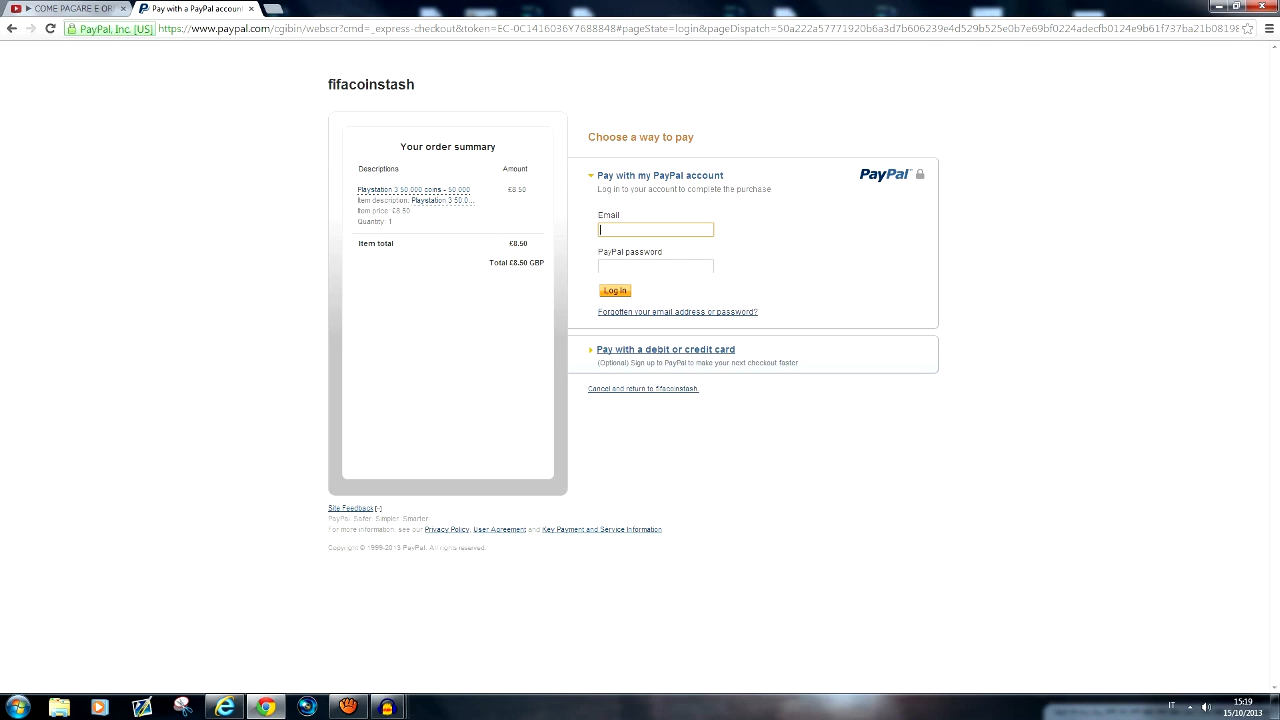 COME PAGARE E OR
Pay with a PayPal account
PayPal, Inc. [US]
https://www.paypal.com/cgibin/webscr?cmd=_express-checkout&token=EC-0C1416036Y7688848#pageState=login&pageDispatch=50a222a57771920b6a3d7b606239e4d529b525e0b7e69bf0224adecfb0124e9b61f737ba21b08198
fifacoinstash
Your order summary
Descriptions Amount
Playstation 3 50,000 coins - 50,000 £8.50
Item description: Playstation 3 50,0...
Item price: £8.50
Quantity: 1
Item total £8.50
Total £8.50 GBP
Choose a way to pay
Pay with my PayPal account
PayPal
Log in to your account to complete the purchase
Email
PayPal password
Log In
Forgotten your email address or password?
Pay with a debit or credit card
(Optional) Sign up to PayPal to make your next checkout faster
Cancel and return to fifacoinstash.
Site Feedback [-]
PayPal. Safer. Simpler. Smarter.
For more information, see our Privacy Policy, User Agreement and Key Payment and Service Information
Copyright © 1999-2013 PayPal. All rights reserved.
IT
15:19
15/10/2013